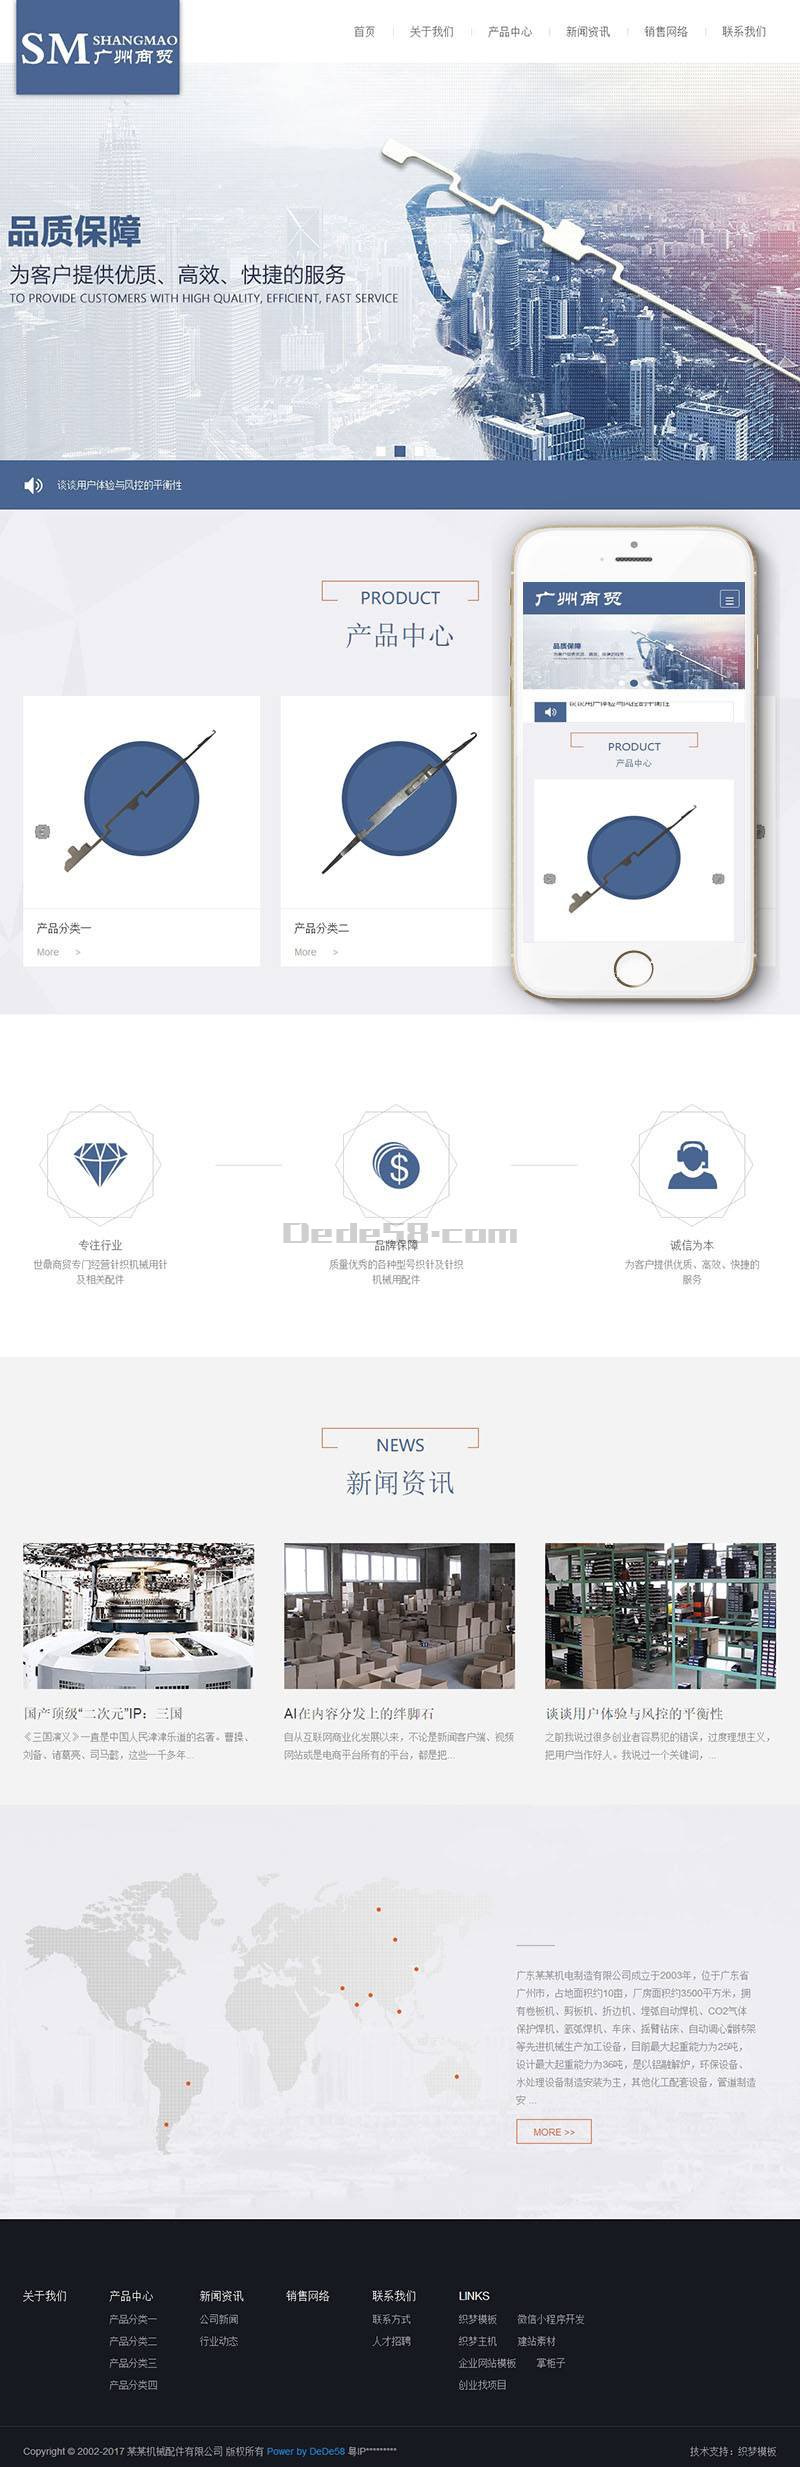 SM SHANGMAO
广州商贸
首页 关于我们 产品中心 新闻资讯 销售网络 联系我们
品质保障
为客户提供优质、高效、快捷的服务
TO PROVIDE CUSTOMERS WITH HIGH QUALITY, EFFICIENT, FAST SERVICE
谈谈用户体验与风控的平衡性
PRODUCT
产品中心
产品分类一
More >
产品分类二
More >
广州商贸
品质保障
为客户提供优质、高效、快捷的服务
谈谈用户体验与风控的平衡性
PRODUCT
产品中心
Dede58.com
专注行业
世鼎商贸专门经营针织机械用针
及相关配件
品牌保障
质量优秀的各种型号织针及针织
机械用配件
诚信为本
为客户提供优质、高效、快捷的
服务
NEWS
新闻资讯
国产顶级“二次元”IP：三国
《三国演义》一直是中国人民津津乐道的名著。曹操、
刘备、诸葛亮、司马懿，这些一千多年...
AI在内容分发上的绊脚石
自从互联网商业化发展以来，不论是新闻客户端、视频
网站或是电商平台所有的平台，都是把...
谈谈用户体验与风控的平衡性
之前我说过很多创业者容易犯的错误，过度理想主义，
把用户当作好人。我说过一个关键词，...
广东某某机电制造有限公司成立于2003年，位于广东省
广州市，占地面积约10亩，厂房面积约3500平方米，拥
有卷板机、剪板机、折边机、埋弧自动焊机、CO2气体
保护焊机、氩弧焊机、车床、摇臂钻床、自动调心翻转架
等先进机械生产加工设备，目前最大起重能力为25吨，
设计最大起重能力为36吨，是以铝融解炉，环保设备、
水处理设备制造安装为主，其他化工配套设备，管道制造
安 ...
MORE >>
关于我们 产品中心 新闻资讯 销售网络 联系我们 LINKS
产品分类一 公司新闻 联系方式 织梦模板 微信小程序开发
产品分类二 行业动态 人才招聘 织梦主机 建站素材
产品分类三 企业网站模板 掌柜子
产品分类四 创业找项目
Copyright © 2002-2017 某某机械配件有限公司 版权所有 Power by DeDe58 粤IP********* 技术支持：织梦模板